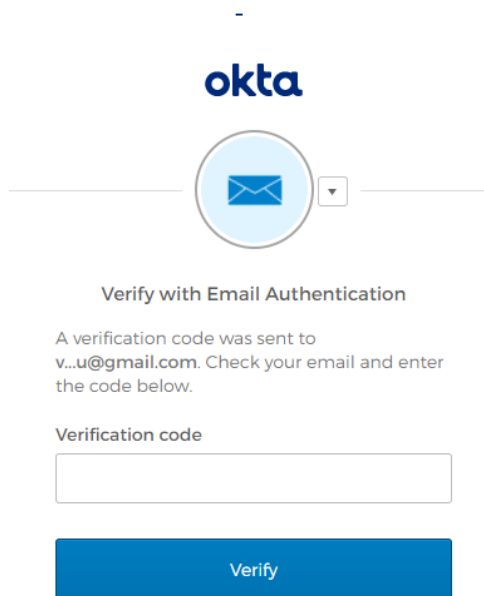 okta
Verify with Email Authentication
A verification code was sent to
v...u@gmail.com. Check your email and enter
the code below.
Verification code
Verify